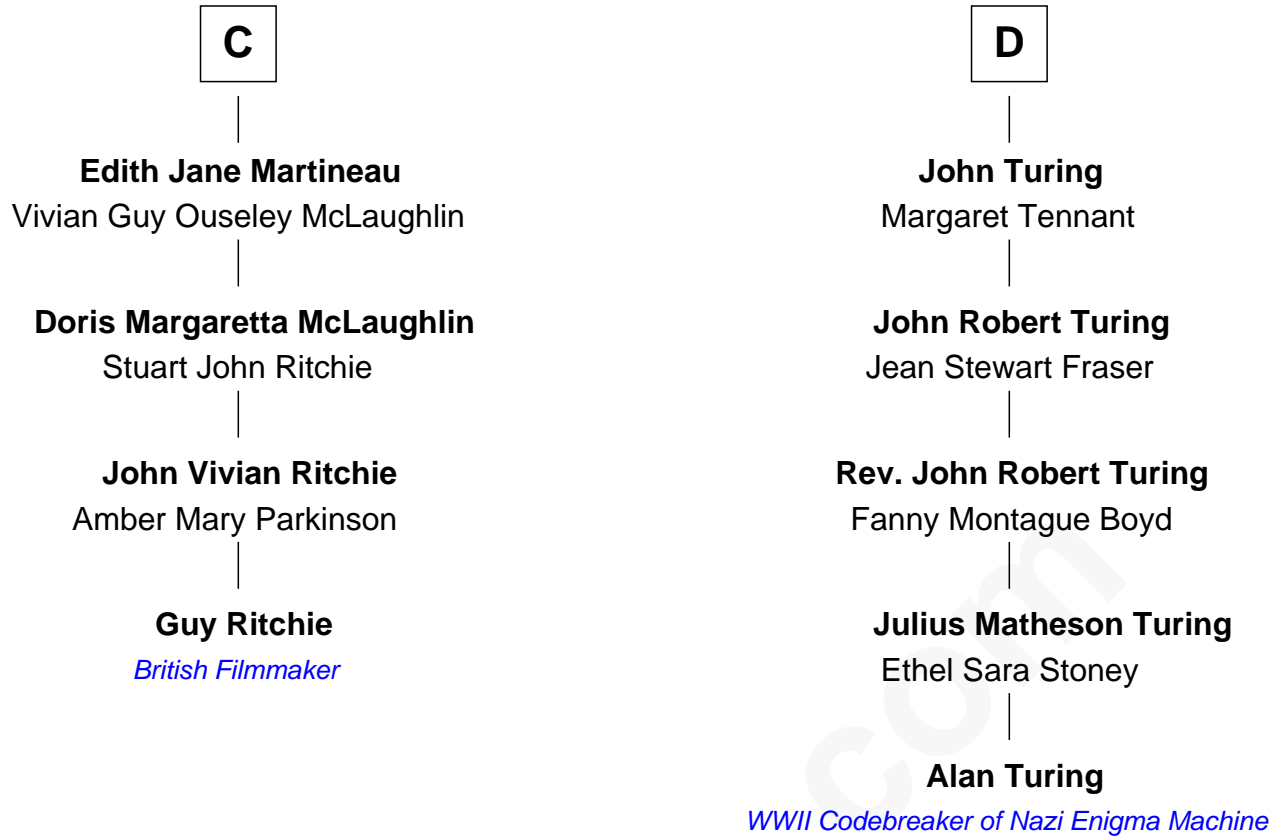 C
Edith Jane Martineau
Vivian Guy Ouseley McLaughlin
Doris Margaretta McLaughlin
Stuart John Ritchie
John Vivian Ritchie
Amber Mary Parkinson
Guy Ritchie
British Filmmaker
D
John Turing
Margaret Tennant
John Robert Turing
Jean Stewart Fraser
Rev. John Robert Turing
Fanny Montague Boyd
Julius Matheson Turing
Ethel Sara Stoney
Alan Turing
WWII Codebreaker of Nazi Enigma Machine
com